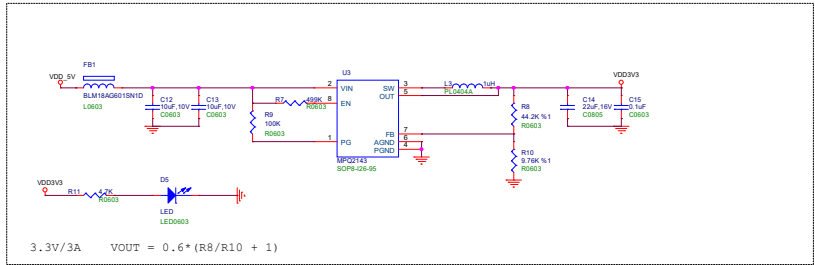 FB1
VDD_5V
BLM18AG601SN1D
L0603
C12
10uF,10V
C0603
C13
10uF,10V
C0603
R7
499K
R0603
R9
100K
R0603
U3
2
VIN
8
EN
1
PG
SW
3
OUT
5
FB
7
AGND
6
PGND
4
MPQ2143
SOP8-I26-95
L3
1uH
PL0404A
R8
44.2K %1
R0603
R10
9.76K %1
R0603
VDD3V3
C14
22uF,16V
C0805
C15
0.1uF
C0603
VDD3V3
R11
4.7K
R0603
D5
LED
LED0603
3.3V/3A VOUT = 0.6*(R8/R10 + 1)